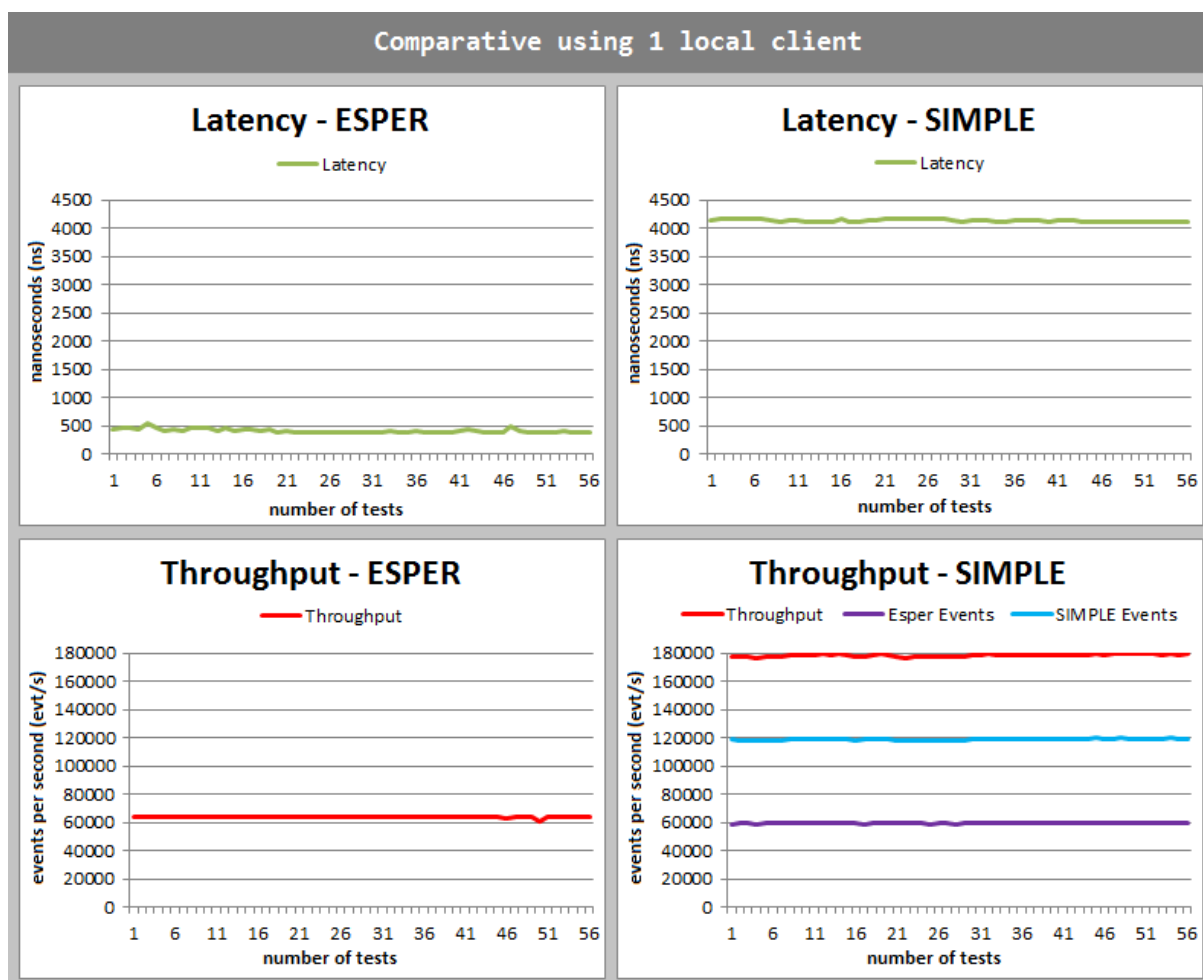 Comparative using 1 local client
Latency - ESPER
Latency
4500
4000
3500
3000
2500
2000
1500
1000
500
0
nanoseconds (ns)
1 6 11 16 21 26 31 36 41 46 51 56
number of tests
Latency - SIMPLE
Latency
4500
4000
3500
3000
2500
2000
1500
1000
500
0
nanoseconds (ns)
1 6 11 16 21 26 31 36 41 46 51 56
number of tests
Throughput - ESPER
Throughput
180000
160000
140000
120000
100000
80000
60000
40000
20000
0
events per second (evt/s)
1 6 11 16 21 26 31 36 41 46 51 56
number of tests
Throughput - SIMPLE
Throughput Esper Events SIMPLE Events
180000
160000
140000
120000
100000
80000
60000
40000
20000
0
events per second (evt/s)
1 6 11 16 21 26 31 36 41 46 51 56
number of tests